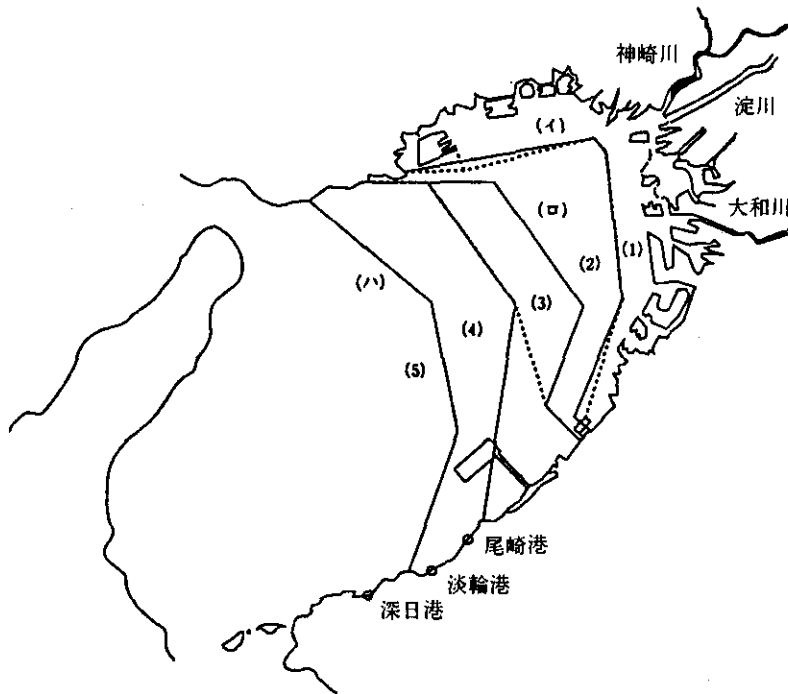 神崎川
淀川
(イ)
大和川
(ロ)
(1)
(2)
(ハ)
(3)
(4)
(5)
尾崎港
淡輪港
深日港